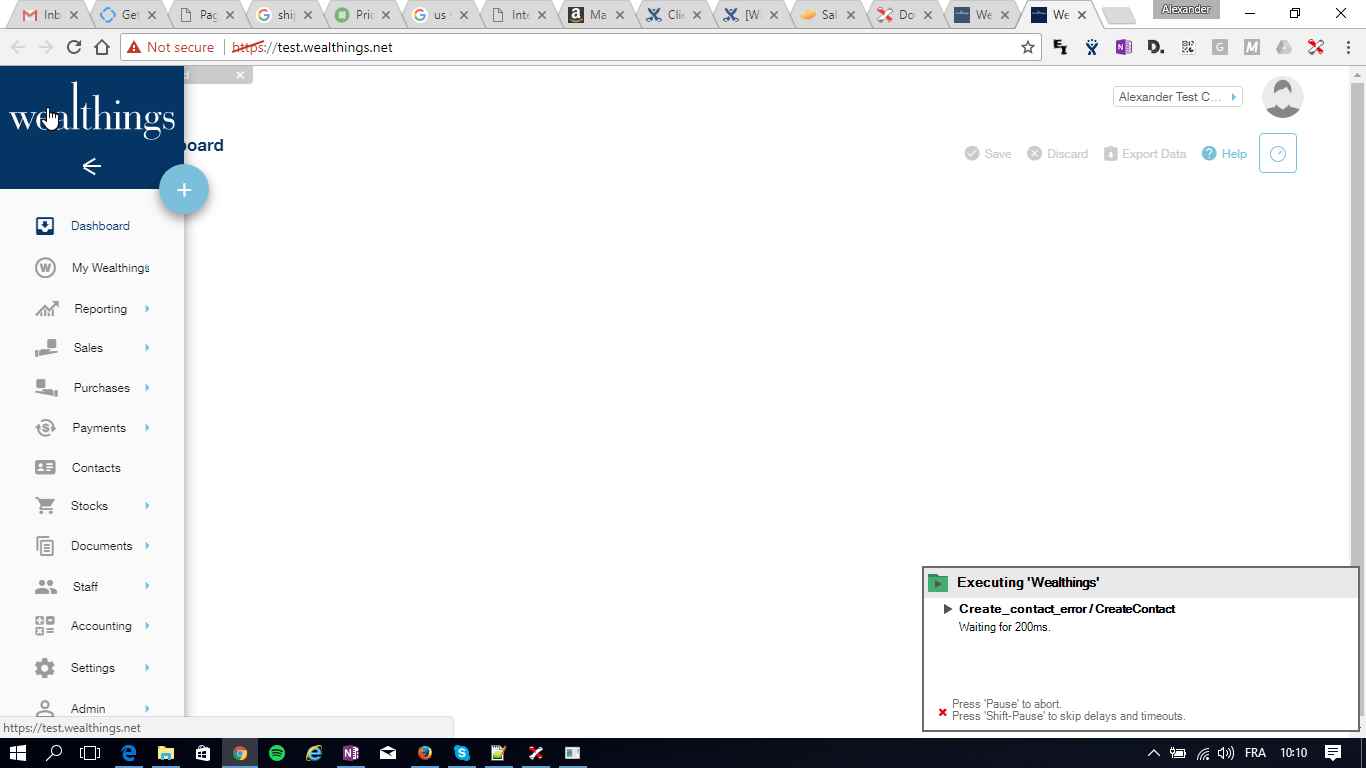 Inb
Get
Pag
ship
Pric
us
Inte
Ma
Clie
[W
Sal
Do
We
We
Alexander
Not secure
https://test.wealthings.net
wealthings
board
Alexander Test C...
Save
Discard
Export Data
Help
Dashboard
My Wealthings
Reporting
Sales
Purchases
Payments
Contacts
Stocks
Documents
Staff
Accounting
Settings
Admin
https://test.wealthings.net
Executing 'Wealthings'
Create_contact_error / CreateContact
Waiting for 200ms.
Press 'Pause' to abort.
Press 'Shift-Pause' to skip delays and timeouts.
FRA
10:10